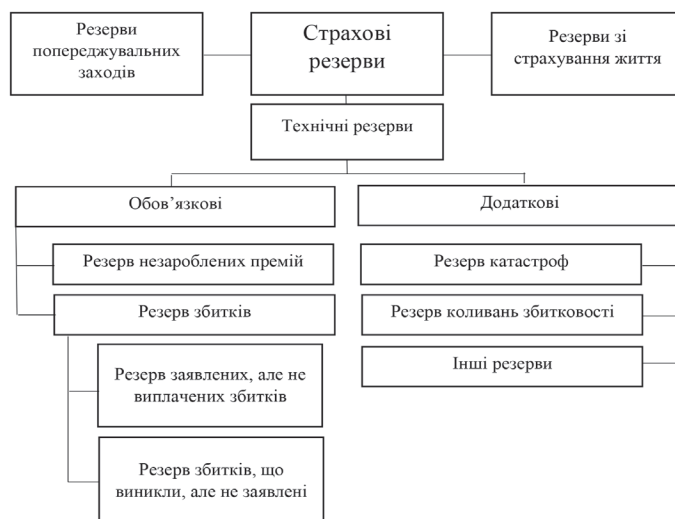 Резерви
попереджувальних
заходів
Страхові
резерви
Резерви зі
страхування життя
Технічні резерви
Обов’язкові
Додаткові
Резерв незароблених премій
Резерв катастроф
Резерв збитків
Резерв коливань збитковості
Резерв заявлених, але не
виплачених збитків
Інші резерви
Резерв збитків, що
виникли, але не заявлені